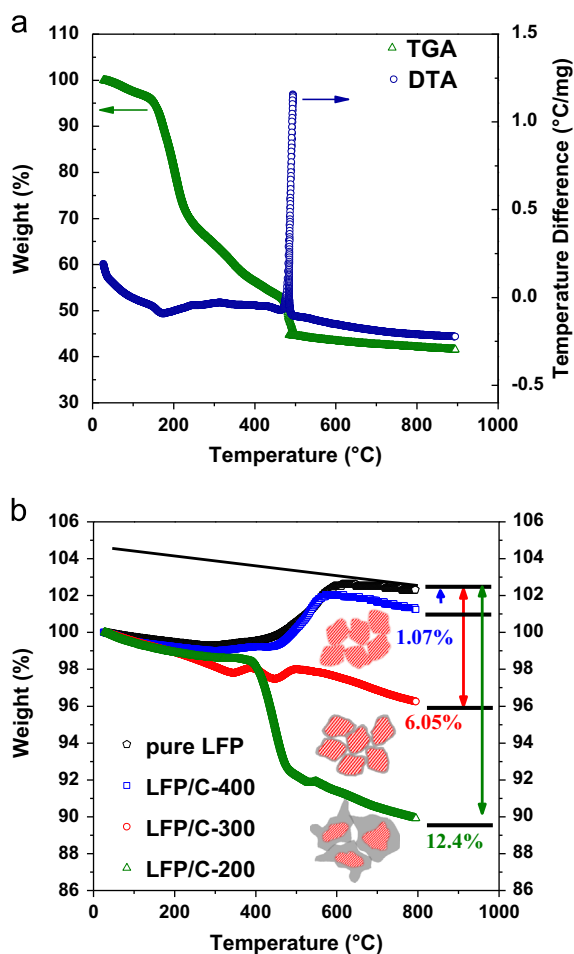 a
TGA
DTA
Weight (%)
100
90
80
70
60
50
40
30
110
1.5
1.0
0.5
0.0
-0.5
Temperature Difference (°C/mg)
0 200 400 600 800 1000
Temperature (°C)
b
Weight (%)
106
104
102
100
98
96
94
92
90
88
86
106
104
102
100
98
96
94
92
90
88
86
1.07%
6.05%
12.4%
pure LFP
LFP/C-400
LFP/C-300
LFP/C-200
0 200 400 600 800 1000
Temperature (°C)